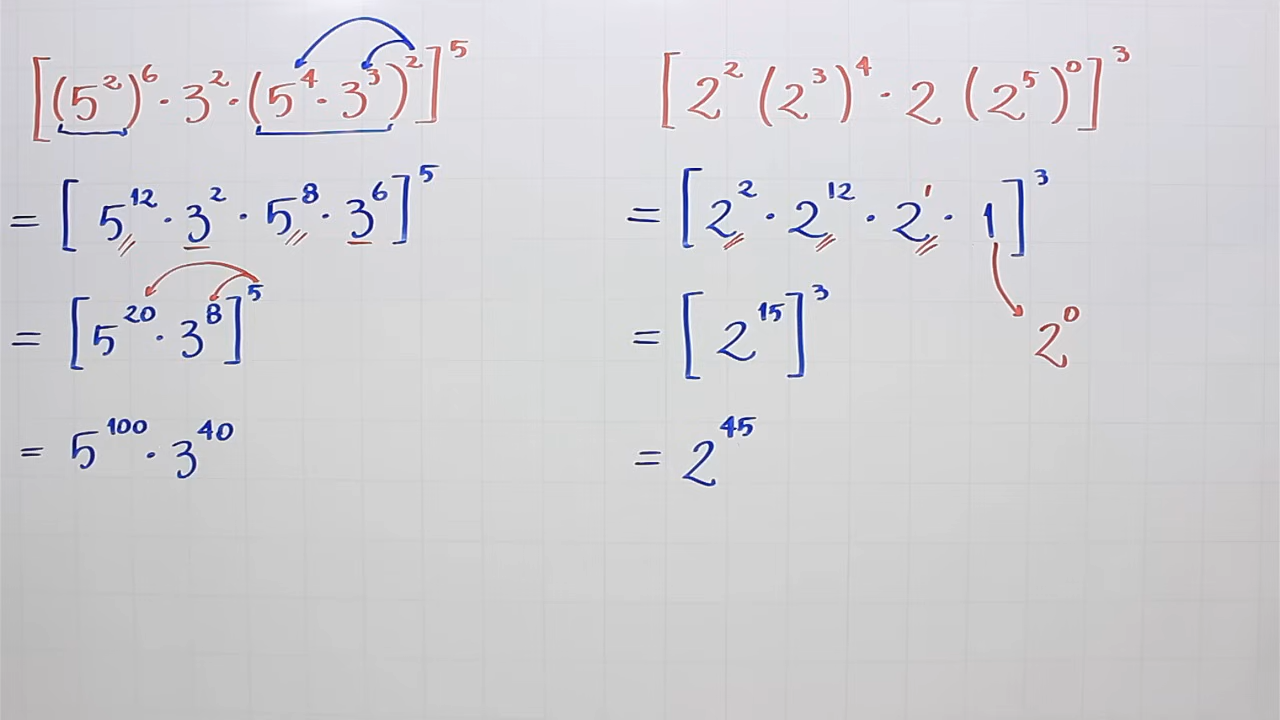 [(5²)⁶ · 3² · (5⁴ · 3³)²]⁵
= [5¹² · 3² · 5⁸ · 3⁶]⁵
= [5²⁰ · 3⁸]⁵
= 5¹⁰⁰ · 3⁴⁰
[2² (2³)⁴ · 2 (2⁵)⁰]³
= [2² · 2¹² · 2¹ · 1]³
2⁰
= [2¹⁵]³
= 2⁴⁵